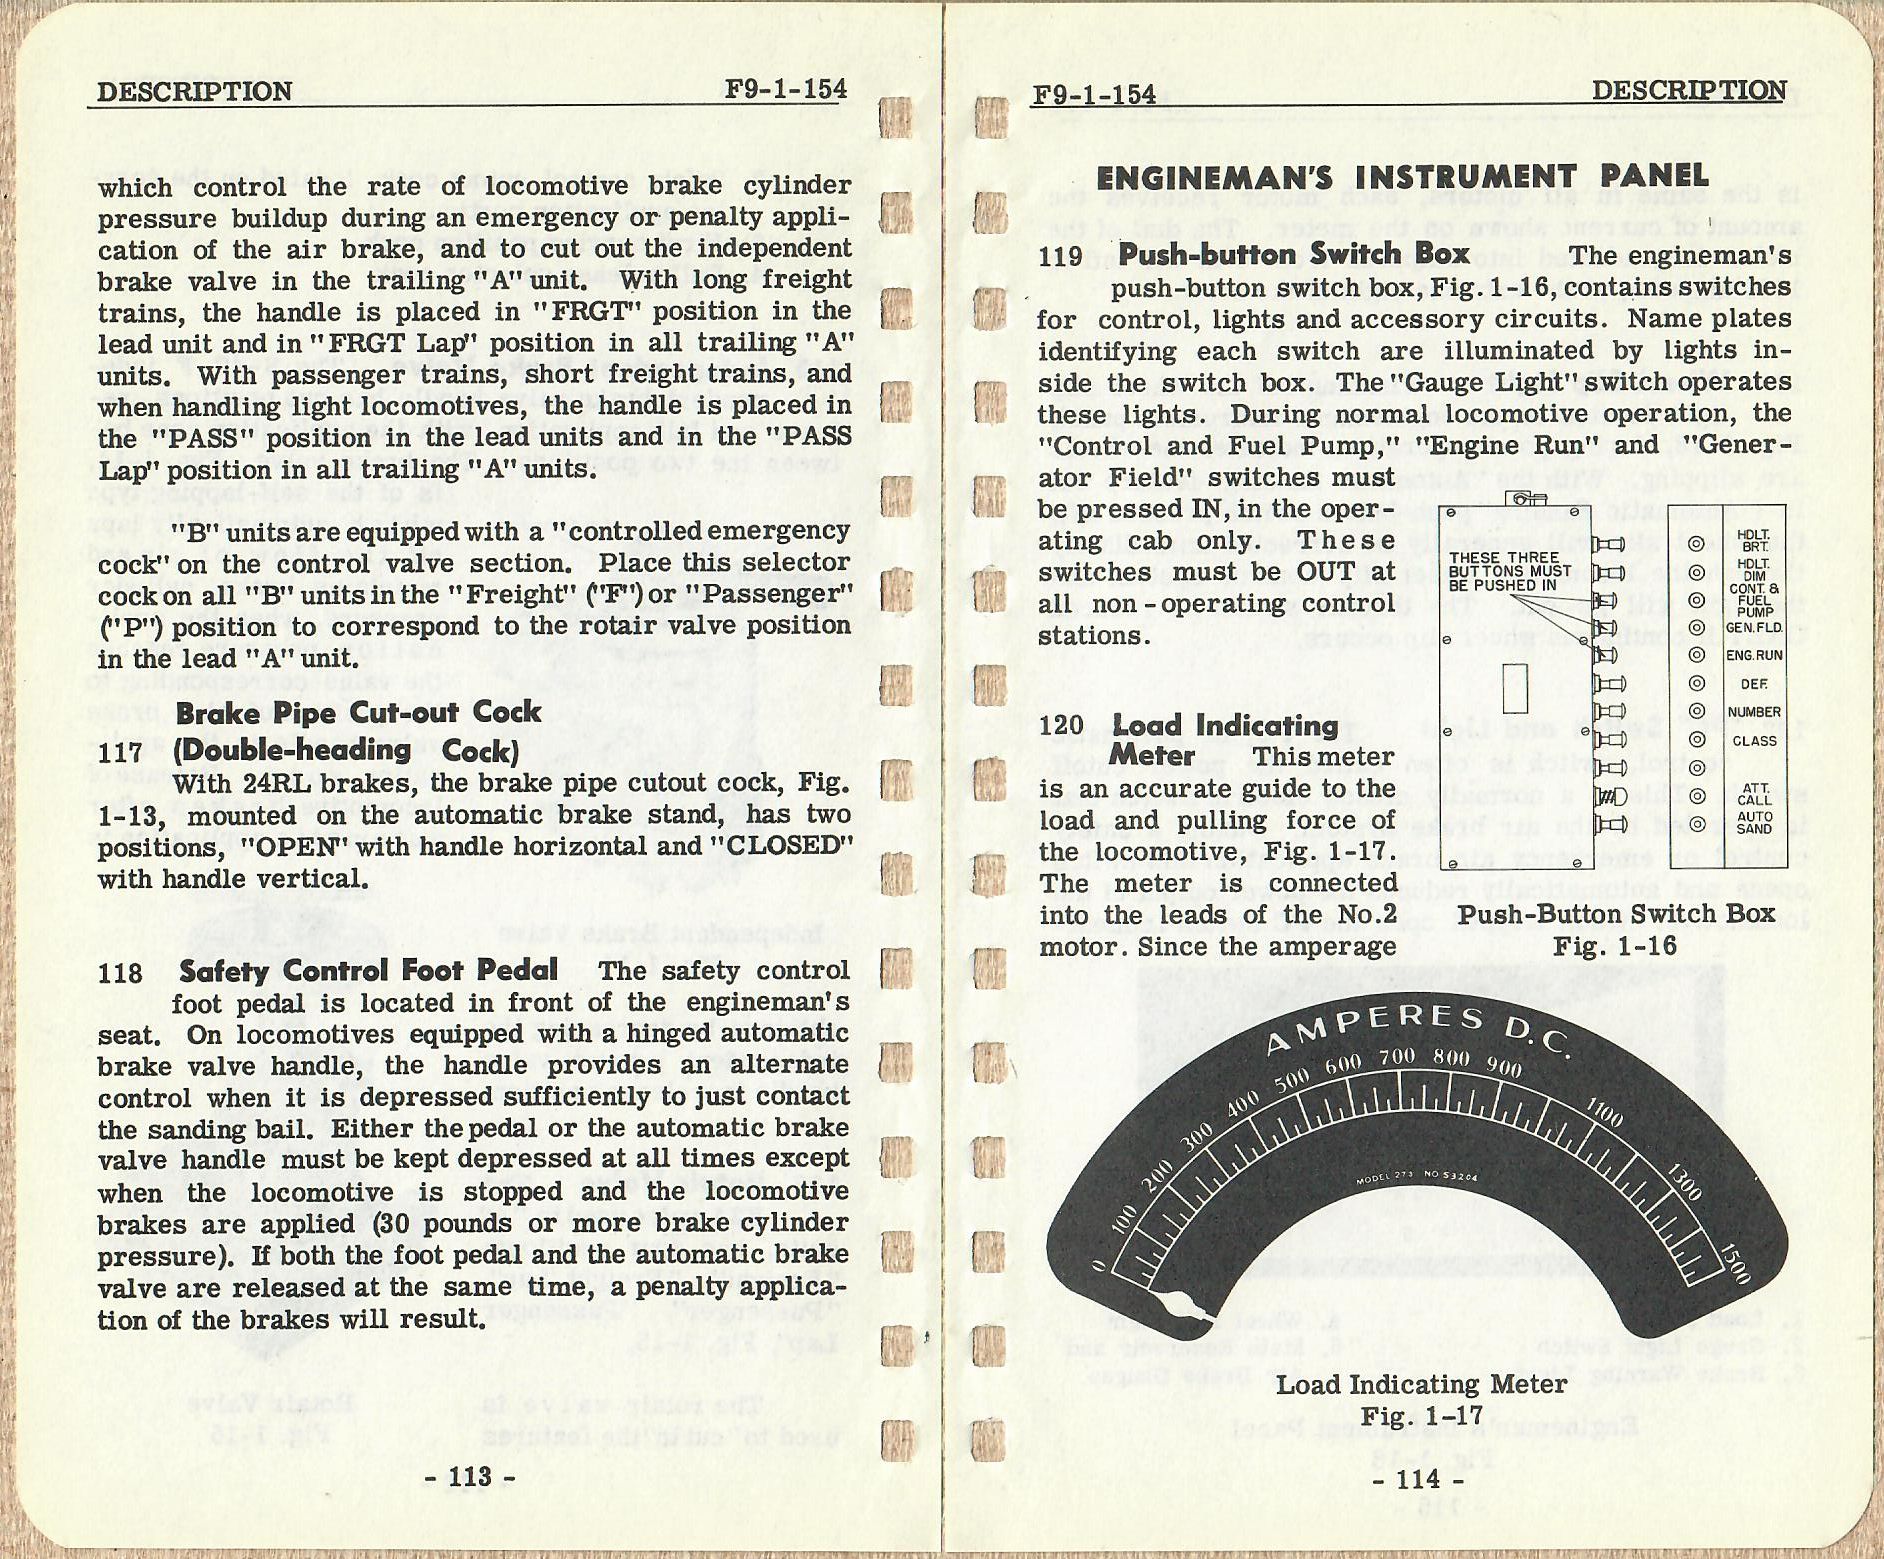 DESCRIPTION F9-1-154
which control the rate of locomotive brake cylinder
pressure buildup during an emergency or penalty appli-
cation of the air brake, and to cut out the independent
brake valve in the trailing "A" unit. With long freight
trains, the handle is placed in "FRGT" position in the
lead unit and in "FRGT Lap" position in all trailing "A"
units. With passenger trains, short freight trains, and
when handling light locomotives, the handle is placed in
the "PASS" position in the lead units and in the "PASS
Lap" position in all trailing "A" units.
"B" units are equipped with a "controlled emergency
cock" on the control valve section. Place this selector
cock on all "B" units in the "Freight" ("F") or "Passenger"
("P") position to correspond to the rotair valve position
in the lead "A" unit.
Brake Pipe Cut-out Cock
117 (Double-heading Cock)
With 24RL brakes, the brake pipe cutout cock, Fig.
1-13, mounted on the automatic brake stand, has two
positions, "OPEN" with handle horizontal and "CLOSED"
with handle vertical.
118 Safety Control Foot Pedal The safety control
foot pedal is located in front of the engineman's
seat. On locomotives equipped with a hinged automatic
brake valve handle, the handle provides an alternate
control when it is depressed sufficiently to just contact
the sanding bail. Either the pedal or the automatic brake
valve handle must be kept depressed at all times except
when the locomotive is stopped and the locomotive
brakes are applied (30 pounds or more brake cylinder
pressure). If both the foot pedal and the automatic brake
valve are released at the same time, a penalty applica-
tion of the brakes will result.
- 113 -
F9-1-154 DESCRIPTION
ENGINEMAN'S INSTRUMENT PANEL
119 Push-button Switch Box The engineman's
push-button switch box, Fig. 1-16, contains switches
for control, lights and accessory circuits. Name plates
identifying each switch are illuminated by lights in-
side the switch box. The "Gauge Light" switch operates
these lights. During normal locomotive operation, the
"Control and Fuel Pump," "Engine Run" and "Gener-
ator Field" switches must
be pressed IN, in the oper-
ating cab only. These
switches must be OUT at
all non-operating control
stations.
120 Load Indicating
Meter This meter
is an accurate guide to the
load and pulling force of
the locomotive, Fig. 1-17.
The meter is connected
into the leads of the No.2
motor. Since the amperage
THESE THREE
BUTTONS MUST
BE PUSHED IN
HDLT.
BRT.
HDLT.
DIM
CONT. &
FUEL
PUMP
GEN. FLD.
ENG. RUN
DEF.
NUMBER
CLASS
ATT.
CALL
AUTO
SAND
Push-Button Switch Box
Fig. 1-16
AMPERES D.C.
0 100 200 300 400 500 600 700 800 900 1100 1300 1500
MODEL 273 NO 53204
Load Indicating Meter
Fig. 1-17
- 114 -